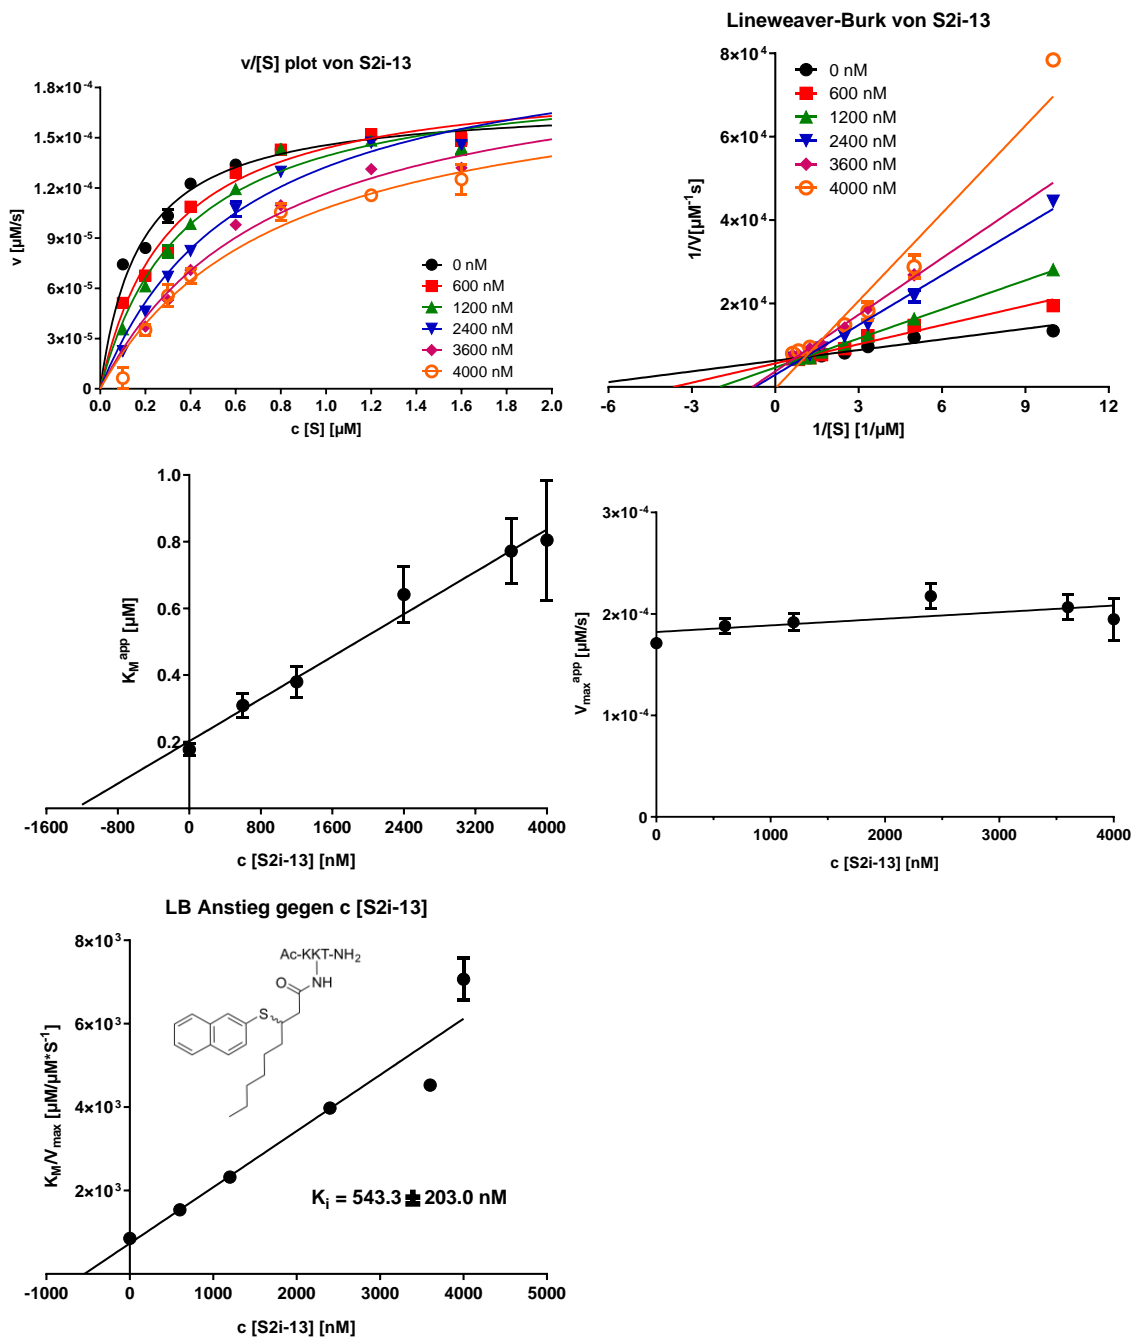 v/[S] plot von S2i-13
v [µM/s]
1.8×10⁻⁴
1.5×10⁻⁴
1.2×10⁻⁴
9×10⁻⁵
6×10⁻⁵
3×10⁻⁵
0
0.0 0.2 0.4 0.6 0.8 1.0 1.2 1.4 1.6 1.8 2.0
c [S] [µM]
0 nM
600 nM
1200 nM
2400 nM
3600 nM
4000 nM
Lineweaver-Burk von S2i-13
1/V[µM⁻¹s]
8×10⁴
6×10⁴
4×10⁴
2×10⁴
-6 -3 0 3 6 9 12
1/[S] [1/µM]
0 nM
600 nM
1200 nM
2400 nM
3600 nM
4000 nM
K_M^app [µM]
1.0
0.8
0.6
0.4
0.2
-1600 -800 0 800 1600 2400 3200 4000
c [S2i-13] [nM]
V_max^app [µM/s]
3×10⁻⁴
2×10⁻⁴
1×10⁻⁴
0
0 1000 2000 3000 4000
c [S2i-13] [nM]
LB Anstieg gegen c [S2i-13]
K_M/V_max [µM/µM*S⁻¹]
8×10³
6×10³
4×10³
2×10³
-1000 0 1000 2000 3000 4000 5000
c [S2i-13] [nM]
Ac-KKT-NH₂
O
NH
S
K_i = 543.3 ± 203.0 nM